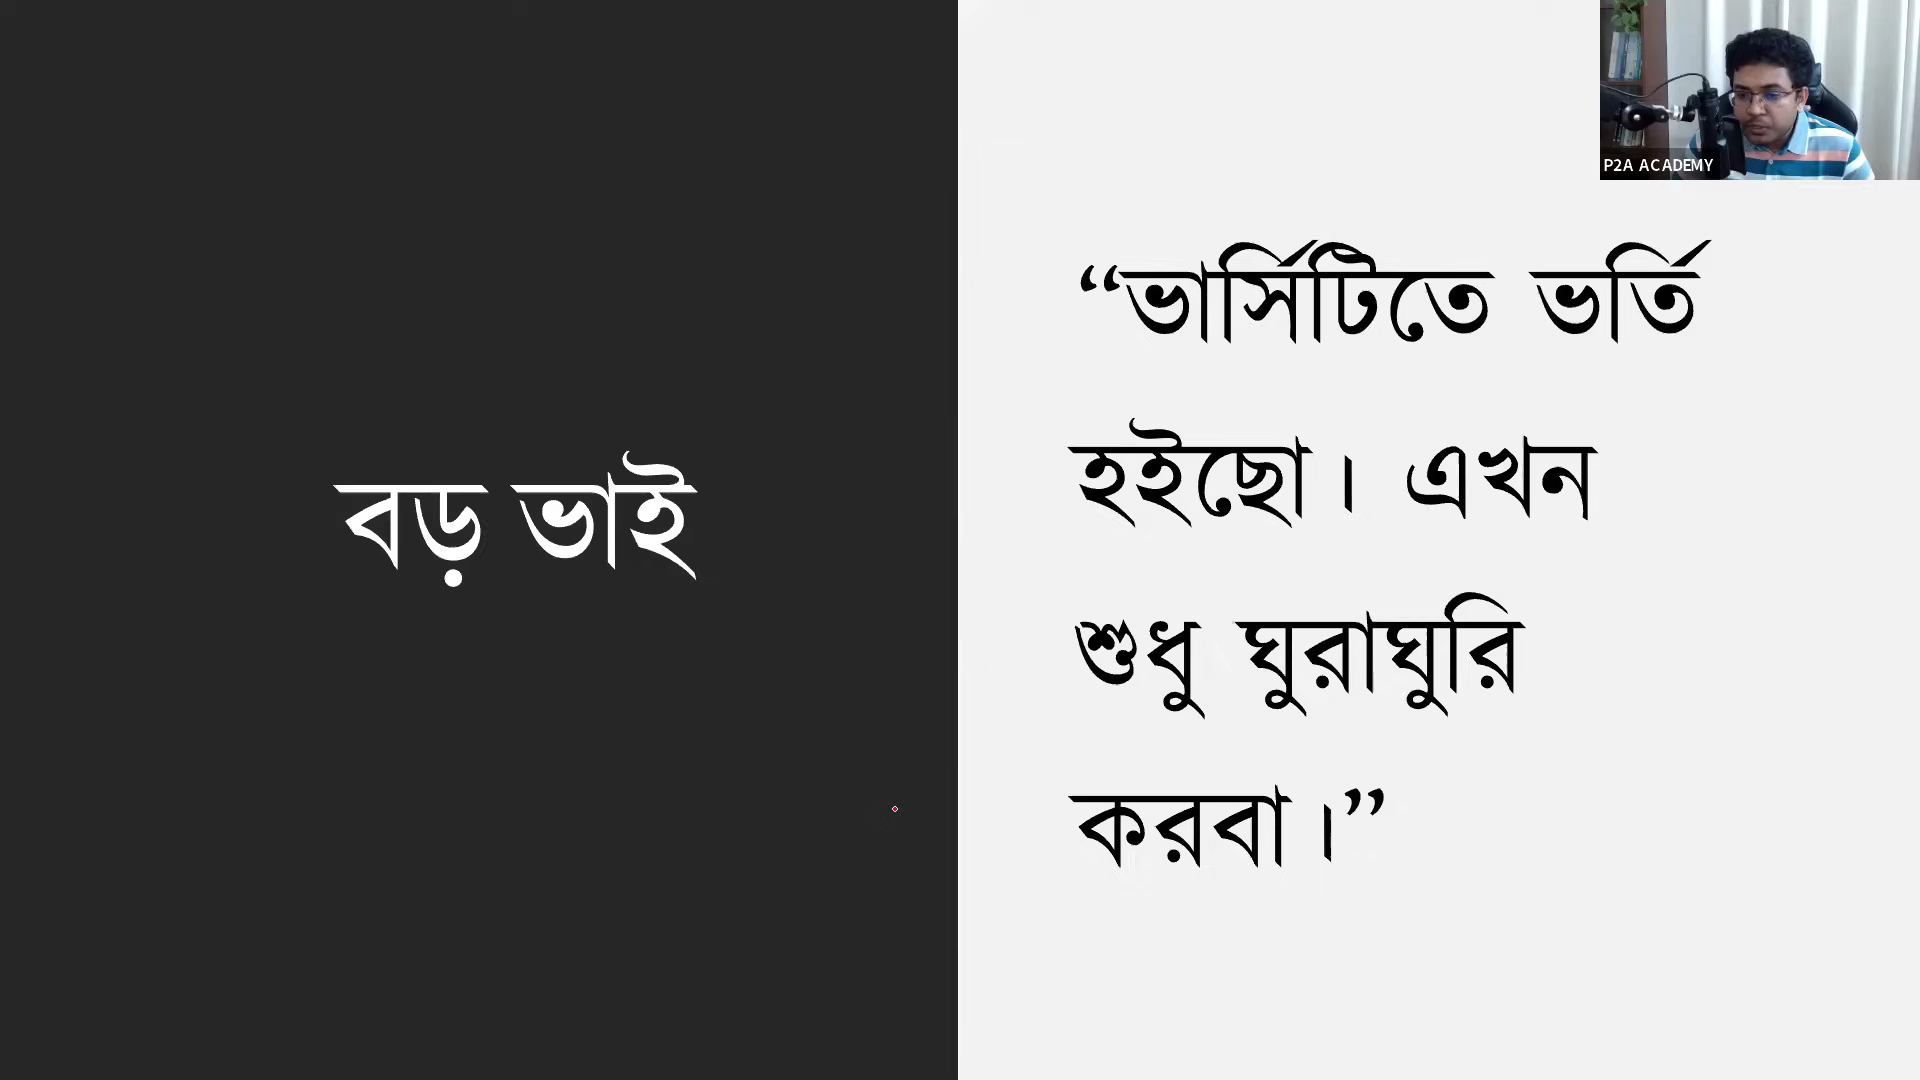 বড় ভাই
“ভার্সিটিতে ভর্তি
হইছো। এখন
শুধু ঘুরাঘুরি
করবা।”
P2A ACADEMY